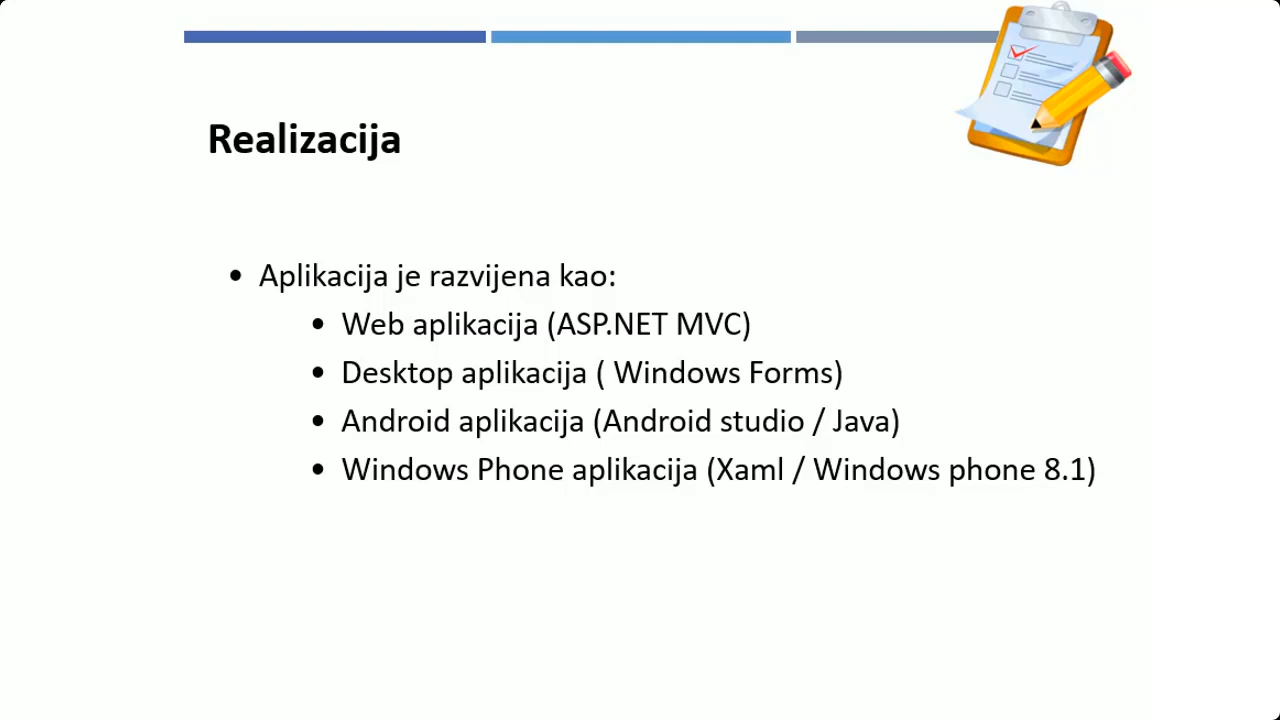 Realizacija
• Aplikacija je razvijena kao:
• Web aplikacija (ASP.NET MVC)
• Desktop aplikacija ( Windows Forms)
• Android aplikacija (Android studio / Java)
• Windows Phone aplikacija (Xaml / Windows phone 8.1)